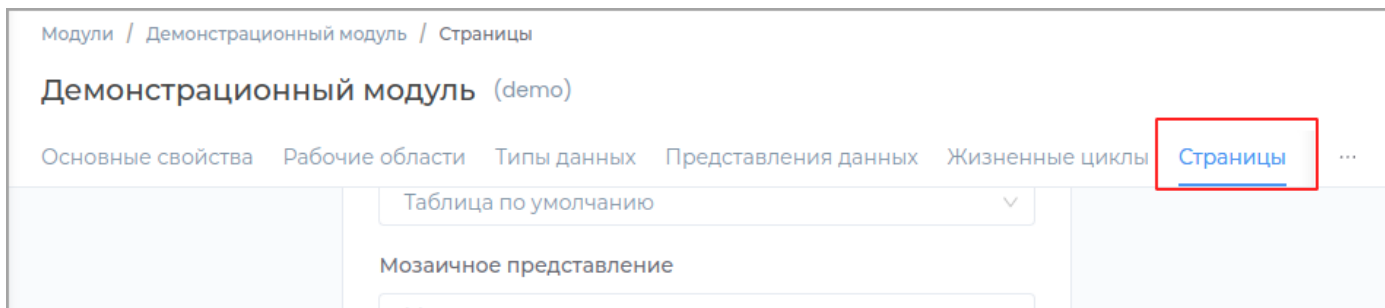 Модули / Демонстрационный модуль / Страницы
Демонстрационный модуль (demo)
Основные свойства Рабочие области Типы данных Представления данных Жизненные циклы Страницы ...
Таблица по умолчанию
Мозаичное представление